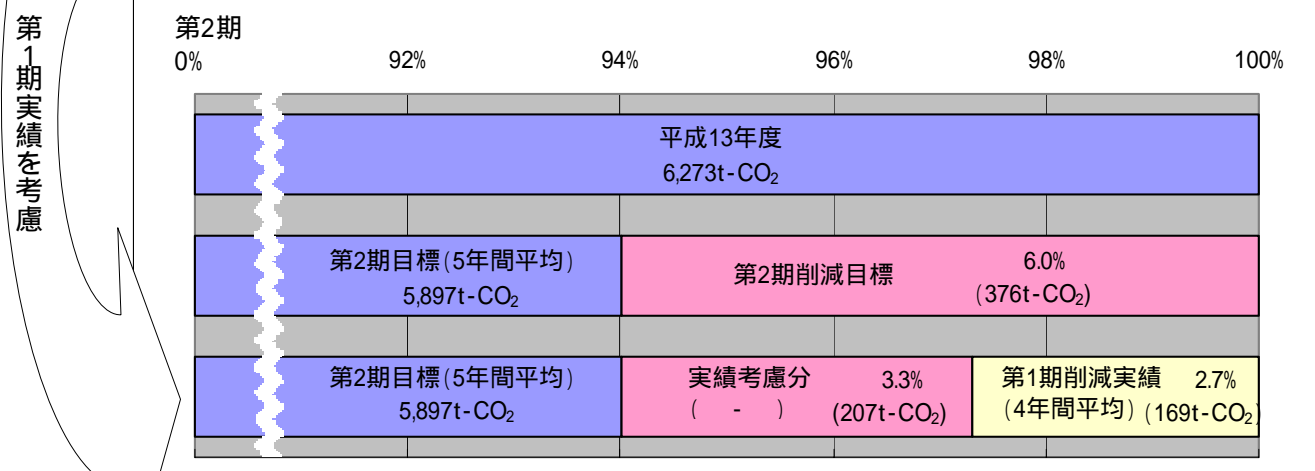 第1期実績を考慮
第2期
0% 92% 94% 96% 98% 100%
平成13年度
6,273t-CO₂
第2期目標(5年間平均)
5,897t-CO₂
第2期削減目標 6.0%
(376t-CO₂)
第2期目標(5年間平均)
5,897t-CO₂
実績考慮分 3.3%
( - ) (207t-CO₂)
第1期削減実績 2.7%
(4年間平均) (169t-CO₂)